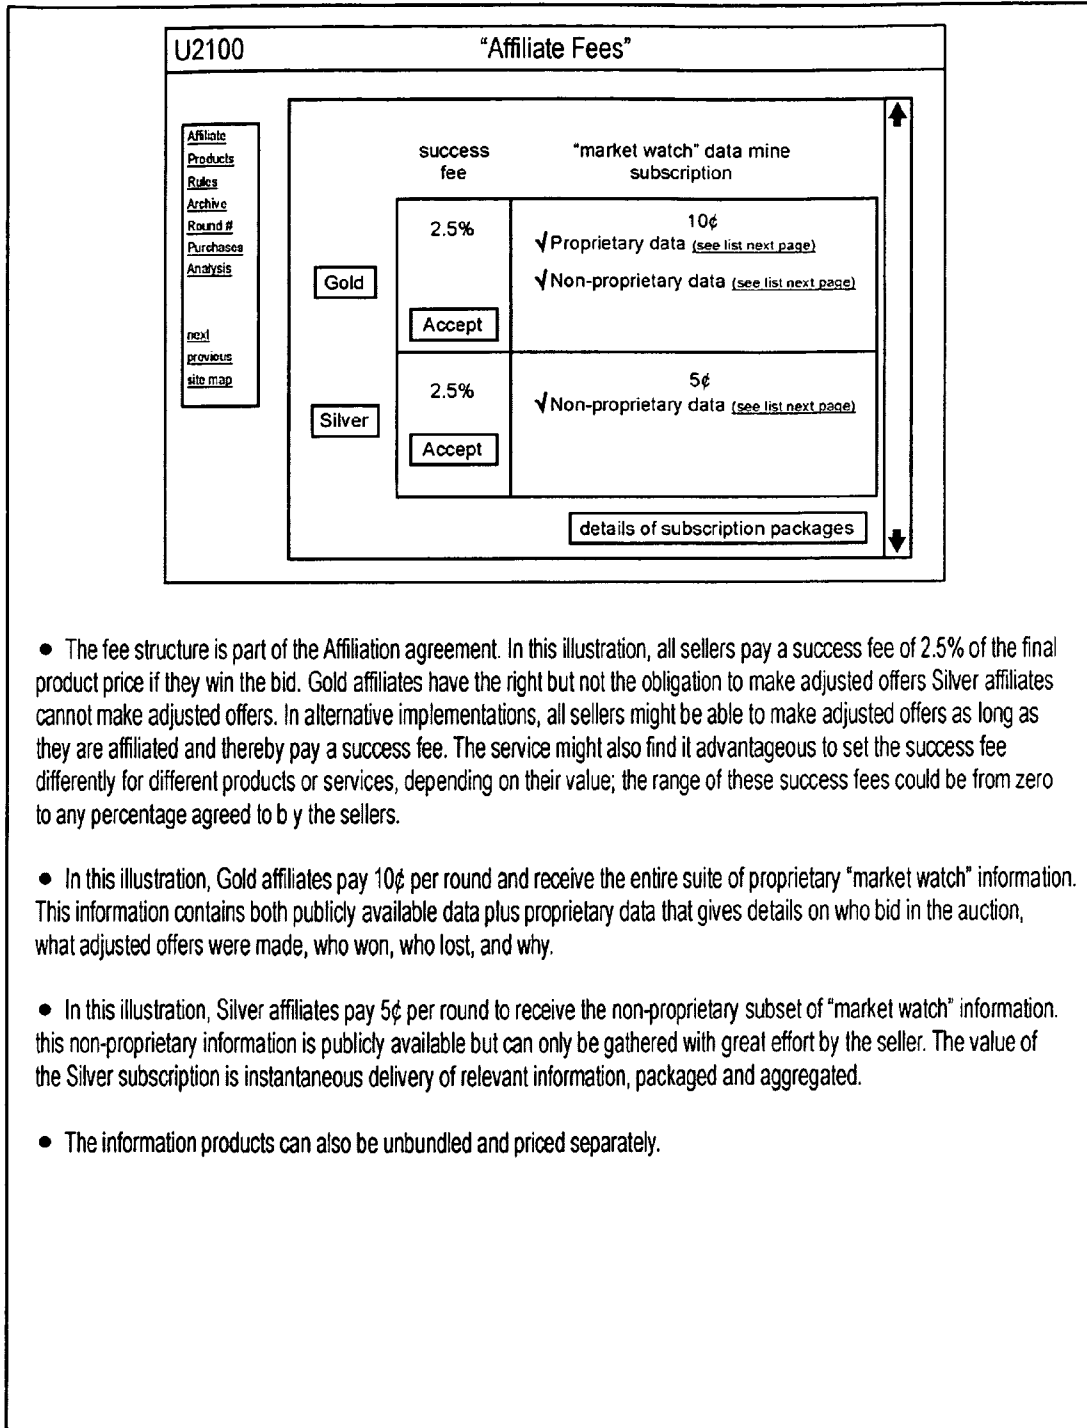 U2100 "Affiliate Fees"
Affiliate
Products
Rules
Archive
Round #
Purchases
Analysis
next
previous
site map
success
fee
"market watch" data mine
subscription
Gold
2.5%
Accept
10¢
√Proprietary data (see list next page)
√Non-proprietary data (see list next page)
Silver
2.5%
Accept
5¢
√Non-proprietary data (see list next page)
details of subscription packages
• The fee structure is part of the Affiliation agreement. In this illustration, all sellers pay a success fee of 2.5% of the final
product price if they win the bid. Gold affiliates have the right but not the obligation to make adjusted offers Silver affiliates
cannot make adjusted offers. In alternative implementations, all sellers might be able to make adjusted offers as long as
they are affiliated and thereby pay a success fee. The service might also find it advantageous to set the success fee
differently for different products or services, depending on their value; the range of these success fees could be from zero
to any percentage agreed to b y the sellers.
• In this illustration, Gold affiliates pay 10¢ per round and receive the entire suite of proprietary "market watch" information.
This information contains both publicly available data plus proprietary data that gives details on who bid in the auction,
what adjusted offers were made, who won, who lost, and why.
• In this illustration, Silver affiliates pay 5¢ per round to receive the non-proprietary subset of "market watch" information.
this non-proprietary information is publicly available but can only be gathered with great effort by the seller. The value of
the Silver subscription is instantaneous delivery of relevant information, packaged and aggregated.
• The information products can also be unbundled and priced separately.